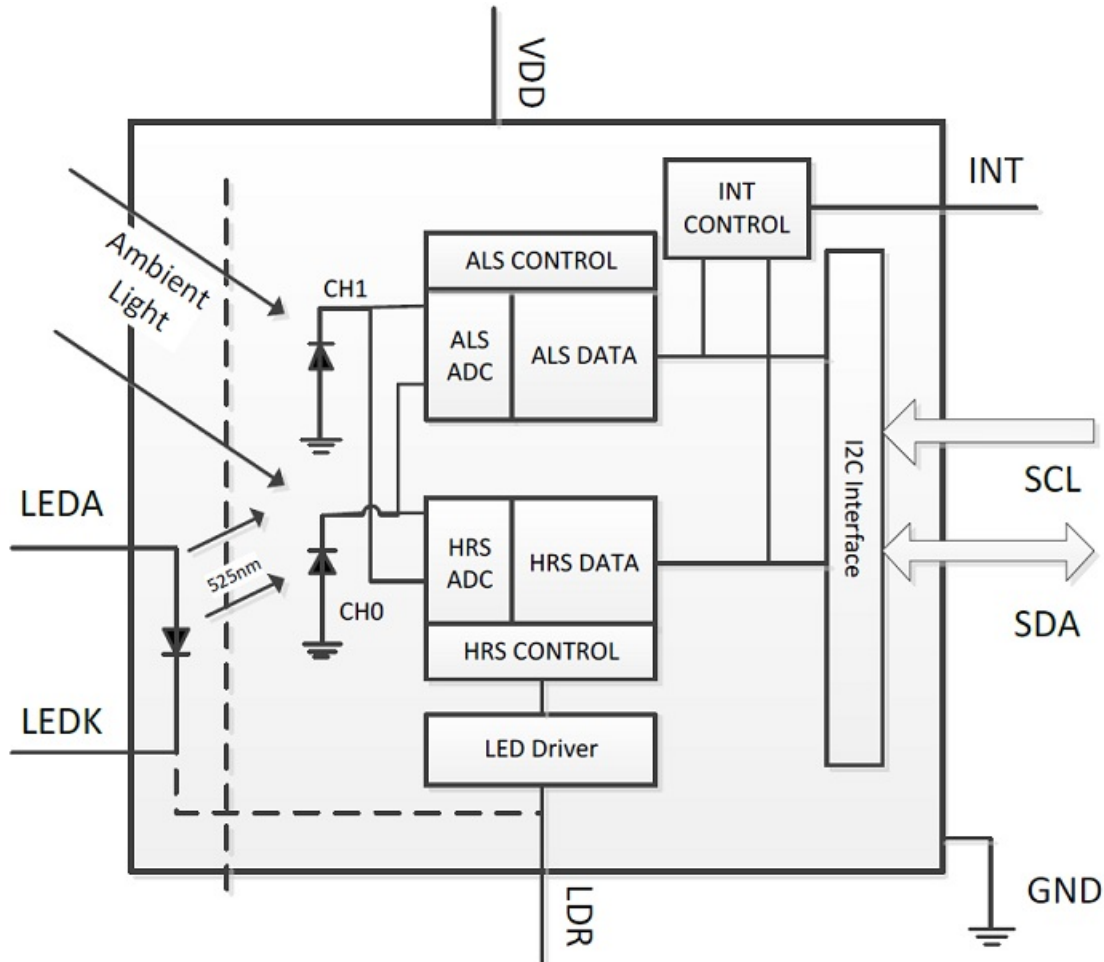 VDD
INT
INT
CONTROL
Ambient
Light
ALS CONTROL
CH1
ALS
ADC
ALS DATA
I2C Interface
SCL
LEDA
525nm
HRS
ADC
HRS DATA
CH0
SDA
HRS CONTROL
LEDK
LED Driver
GND
LDR